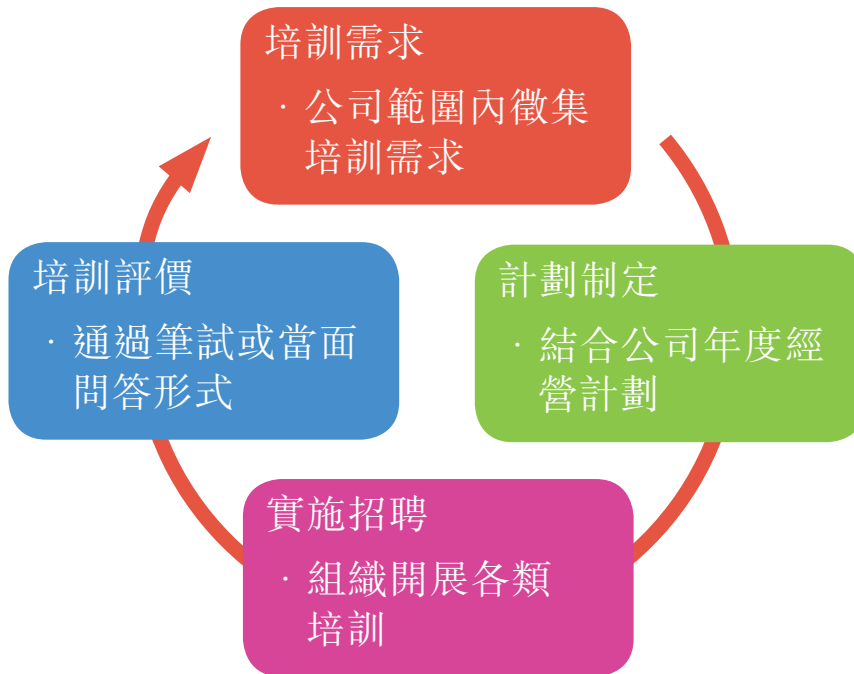 培訓需求
· 公司範圍內徵集
培訓需求
計劃制定
· 結合公司年度經
營計劃
實施招聘
· 組織開展各類
培訓
培訓評價
· 通過筆試或當面
問答形式